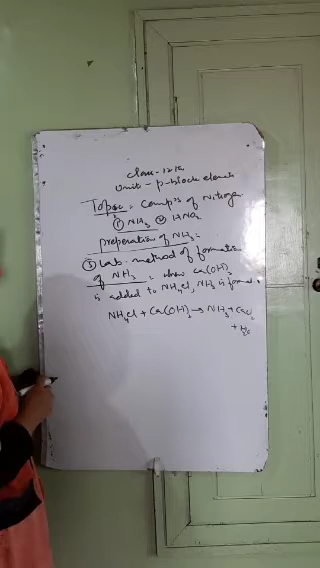 Class-12th
Unit - p-block elements
Topic - Comp's of Nitrogen
① NH3 ② HNO3
preparation of NH3:-
① Lab. method of formation
of NH3 - when Ca(OH)2
is added to NH4Cl, NH3 is formed.
NH4Cl + Ca(OH)2 → NH3 + CaCl2
+ H2O